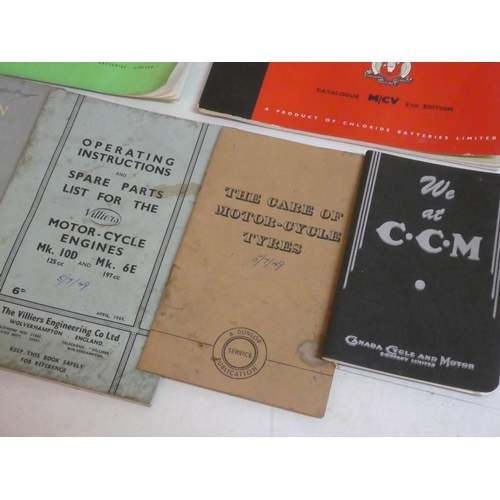 BATTERIES LIMITED
CATALOGUE M/CV 2ND EDITION
A PRODUCT OF CHLORIDE BATTERIES LIMITED
N
OPERATING
INSTRUCTIONS
AND
SPARE PARTS
LIST FOR THE
Villiers
MOTOR-CYCLE
ENGINES
Mk. 10D AND Mk. 6E
125cc 197cc
5/7/49
6D.
APRIL, 1949.
The Villiers Engineering Co Ltd
WOLVERHAMPTON
ENGLAND.
KEEP THIS BOOK SAFELY
FOR REFERENCE
THE CARE OF
MOTOR-CYCLE
TYRES
5/7/49
A DUNLOP
SERVICE
PUBLICATION
We
at
C·C·M
CANADA CYCLE AND MOTOR
COMPANY LIMITED